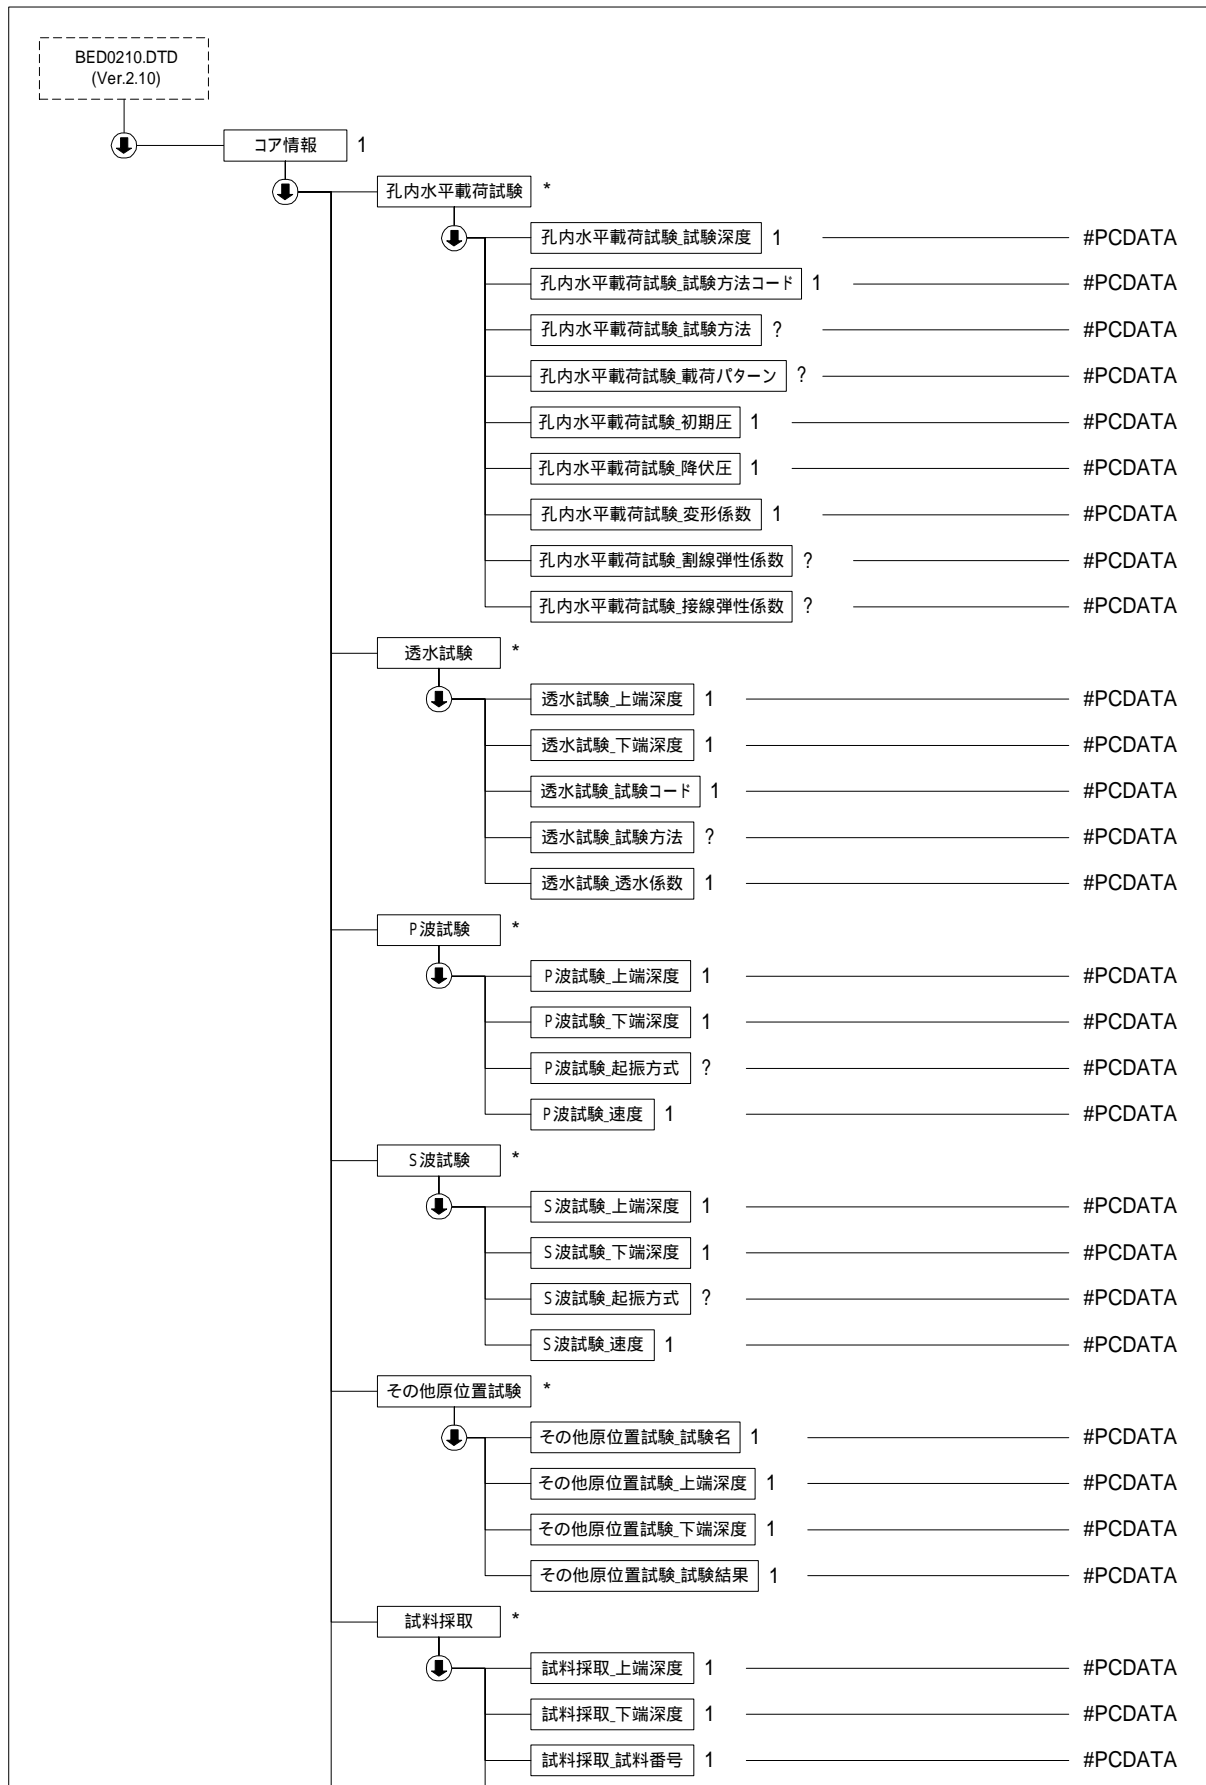 BED0210.DTD
(Ver.2.10)
コア情報 1
孔内水平載荷試験 *
孔内水平載荷試験_試験深度 1 #PCDATA
孔内水平載荷試験_試験方法コード 1 #PCDATA
孔内水平載荷試験_試験方法 ? #PCDATA
孔内水平載荷試験_載荷パターン ? #PCDATA
孔内水平載荷試験_初期圧 1 #PCDATA
孔内水平載荷試験_降伏圧 1 #PCDATA
孔内水平載荷試験_変形係数 1 #PCDATA
孔内水平載荷試験_割線弾性係数 ? #PCDATA
孔内水平載荷試験_接線弾性係数 ? #PCDATA
透水試験 *
透水試験_上端深度 1 #PCDATA
透水試験_下端深度 1 #PCDATA
透水試験_試験コード 1 #PCDATA
透水試験_試験方法 ? #PCDATA
透水試験_透水係数 1 #PCDATA
P波試験 *
P波試験_上端深度 1 #PCDATA
P波試験_下端深度 1 #PCDATA
P波試験_起振方式 ? #PCDATA
P波試験_速度 1 #PCDATA
S波試験 *
S波試験_上端深度 1 #PCDATA
S波試験_下端深度 1 #PCDATA
S波試験_起振方式 ? #PCDATA
S波試験_速度 1 #PCDATA
その他原位置試験 *
その他原位置試験_試験名 1 #PCDATA
その他原位置試験_上端深度 1 #PCDATA
その他原位置試験_下端深度 1 #PCDATA
その他原位置試験_試験結果 1 #PCDATA
試料採取 *
試料採取_上端深度 1 #PCDATA
試料採取_下端深度 1 #PCDATA
試料採取_試料番号 1 #PCDATA